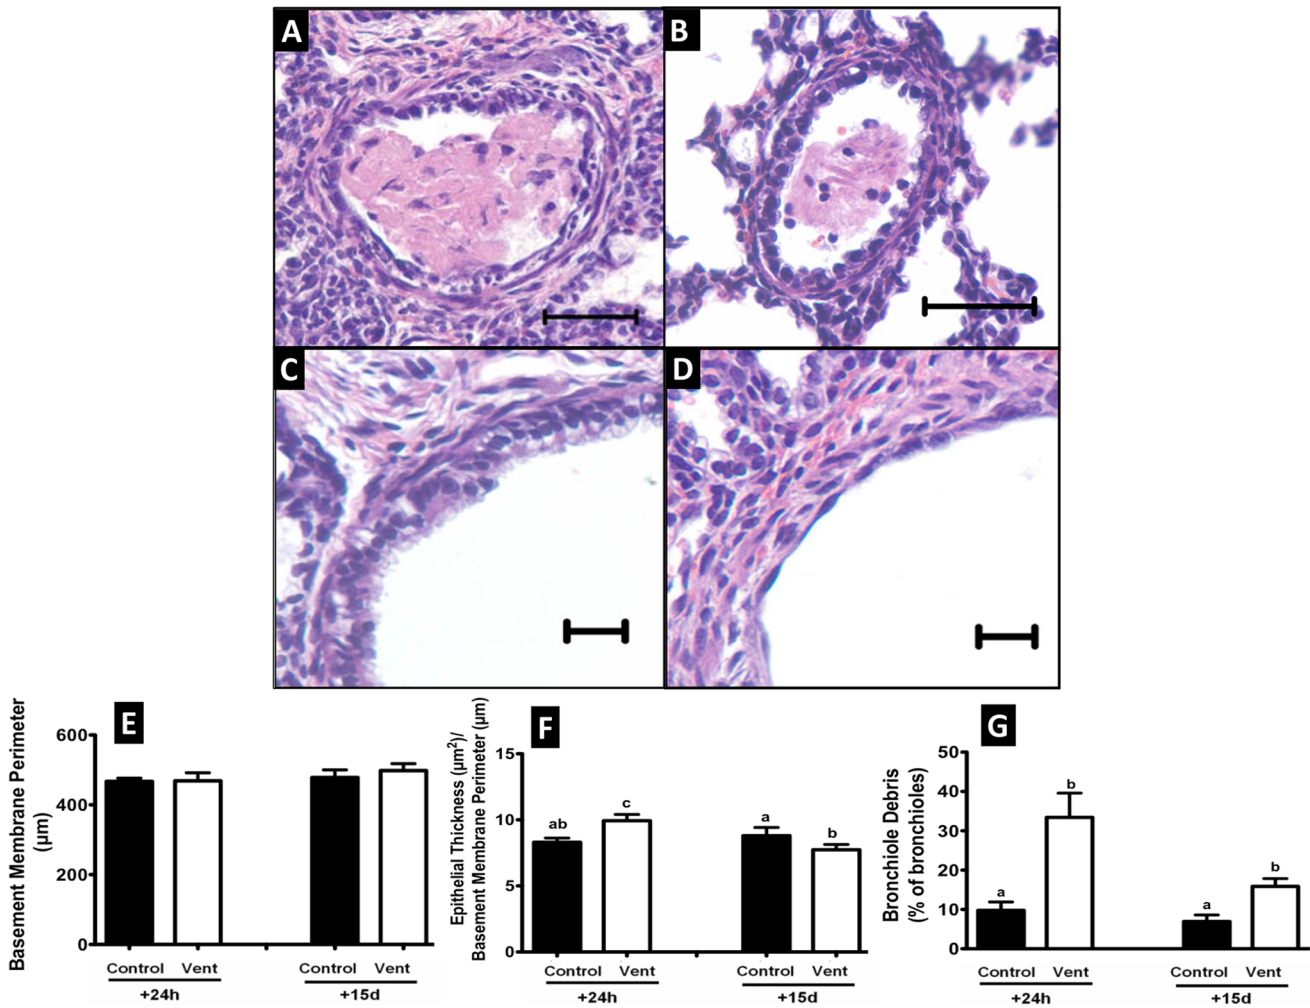 A
B
C
D
E
Basement Membrane Perimeter
(μm)
600
400
200
0
Control Vent Control Vent
+24h +15d
F
Epithelial Thickness (μm²)/
Basement Membrane Perimeter (μm)
15
10
5
0
ab
c
a
b
Control Vent Control Vent
+24h +15d
G
Bronchiole Debris
(% of bronchioles)
50
40
30
20
10
0
a
b
a
b
Control Vent Control Vent
+24h +15d